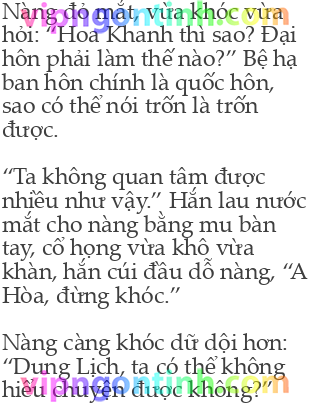 Nàng đỏ mắt, vừa khóc vừa
hỏi: “Hoa Khanh thì sao? Đại
hôn phải làm thế nào?” Bệ hạ
ban hôn chính là quốc hôn,
sao có thể nói trốn là trốn
được.
“Ta không quan tâm được
nhiều như vậy.” Hắn lau nước
mắt cho nàng bằng mu bàn
tay, cổ họng vừa khô vừa
khàn, hắn cúi đầu dỗ nàng, “A
Hòa, đừng khóc.”
Nàng càng khóc dữ dội hơn:
“Dung Lịch, ta có thể không
hiểu chuyện được không?”
vipngontinh.com
vipngontinh.com